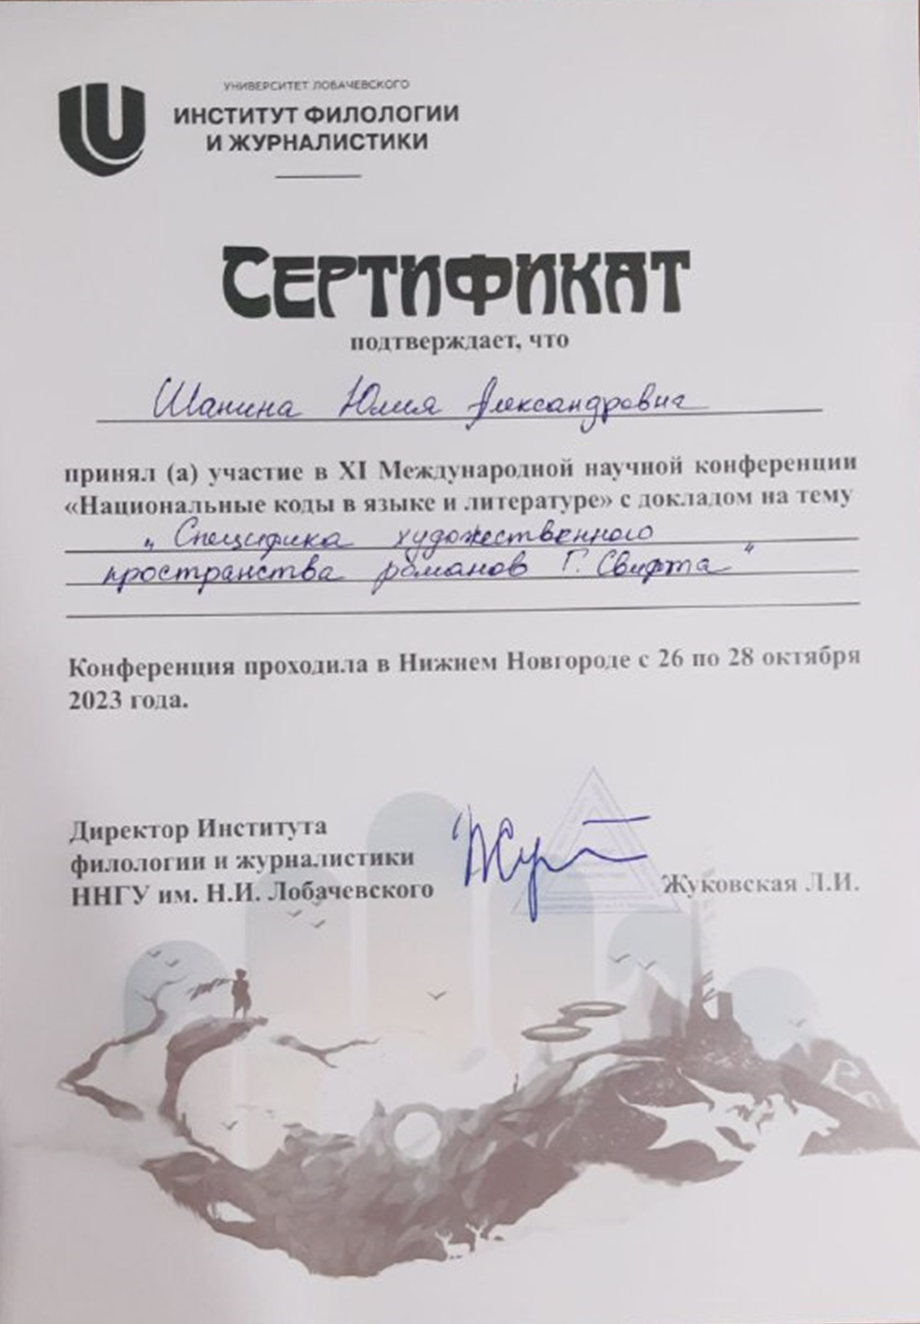 УНИВЕРСИТЕТ ЛОБАЧЕВСКОГО
ИНСТИТУТ ФИЛОЛОГИИ
И ЖУРНАЛИСТИКИ
СЕРТИФИКАТ
подтверждает, что
Шанина Юлия Александровна
принял (а) участие в XI Международной научной конференции
«Национальные коды в языке и литературе» с докладом на тему
„Специфика художественного
пространства романов Г. Свифта"
Конференция проходила в Нижнем Новгороде с 26 по 28 октября
2023 года.
Директор Института
филологии и журналистики
ННГУ им. Н.И. Лобачевского
Жуковская Л.И.